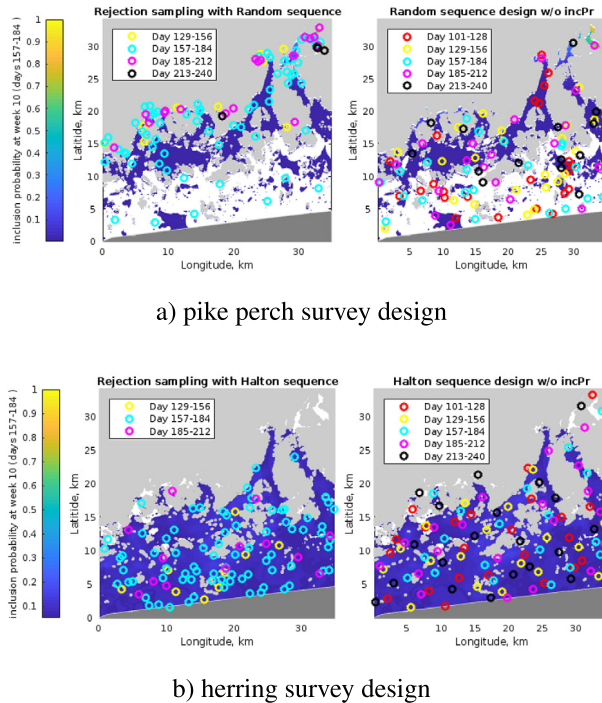 Rejection sampling with Random sequence
Random sequence design w/o incPr
inclusion probability at week 10 (days 157-184 )
1
0.9
0.8
0.7
0.6
0.5
0.4
0.3
0.2
0.1
Latitide, km
30
25
20
15
10
5
0
Day 129-156
Day 157-184
Day 185-212
Day 213-240
0 10 20 30
Longitude, km
Latitide, km
30
25
20
15
10
5
0
Day 101-128
Day 129-156
Day 157-184
Day 185-212
Day 213-240
5 10 15 20 25 30
Longitude, km
a) pike perch survey design
Rejection sampling with Halton sequence
Halton sequence design w/o incPr
inclusion probability at week 10 (days 157-184 )
1
0.9
0.8
0.7
0.6
0.5
0.4
0.3
0.2
0.1
Latitide, km
30
25
20
15
10
5
0
Day 129-156
Day 157-184
Day 185-212
0 10 20 30
Longitude, km
Latitide, km
30
25
20
15
10
5
0
Day 101-128
Day 129-156
Day 157-184
Day 185-212
Day 213-240
5 10 15 20 25 30
Longitude, km
b) herring survey design